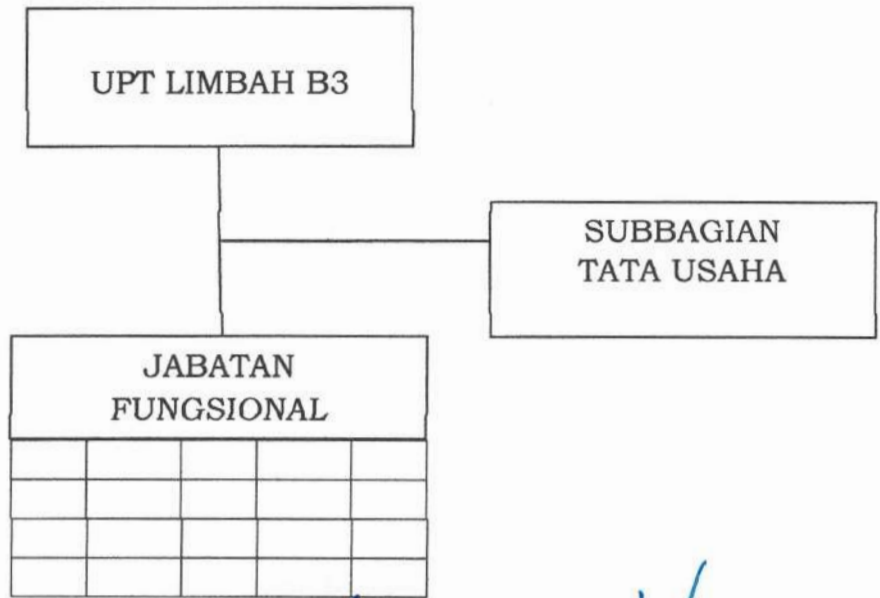 UPT LIMBAH B3
SUBBAGIAN
TATA USAHA
JABATAN
FUNGSIONAL